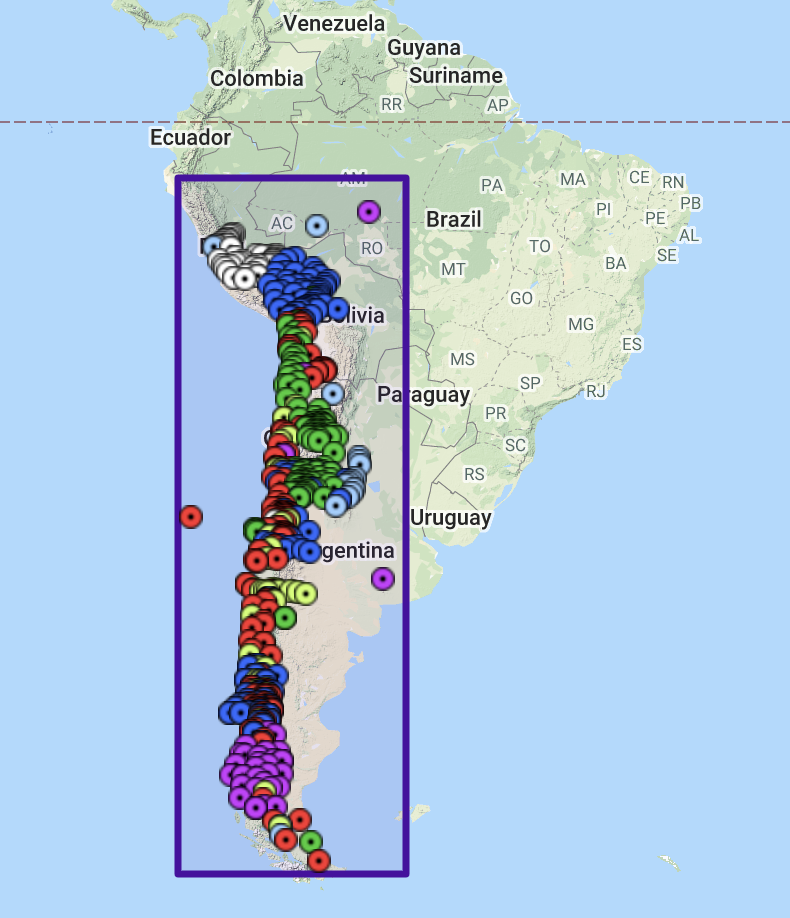 Venezuela
Guyana
Colombia
Suriname
RR
AP
Ecuador
AM
PA
MA
CE
RN
PI
PB
PE
AC
Brazil
AL
RO
TO
SE
MT
BA
GO
livia
MG
ES
MS
SP
RJ
Paraguay
PR
SC
RS
Uruguay
gentina